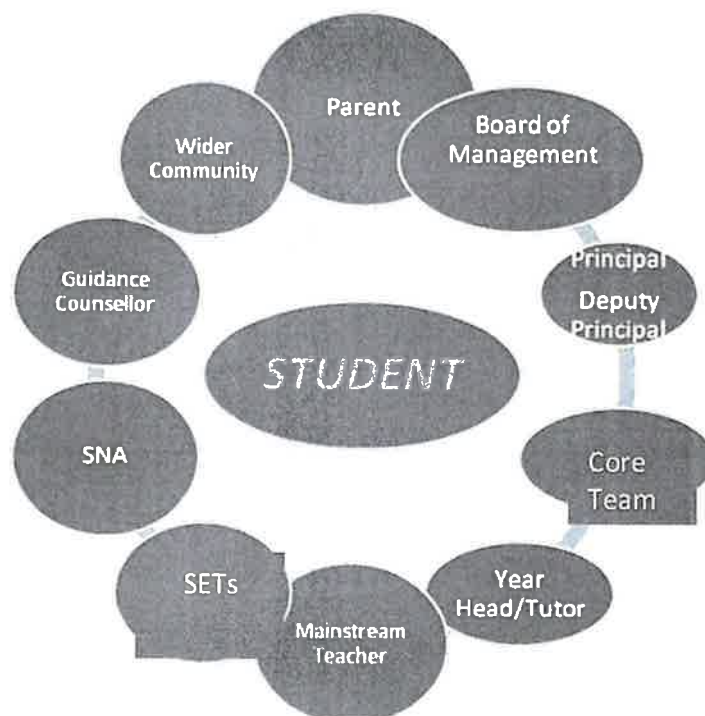 Parent
Board of
Management
Principal
Deputy
Principal
Core
Team
Year
Head/Tutor
Mainstream
Teacher
SETs
SNA
Guidance
Counsellor
Wider
Community
STUDENT